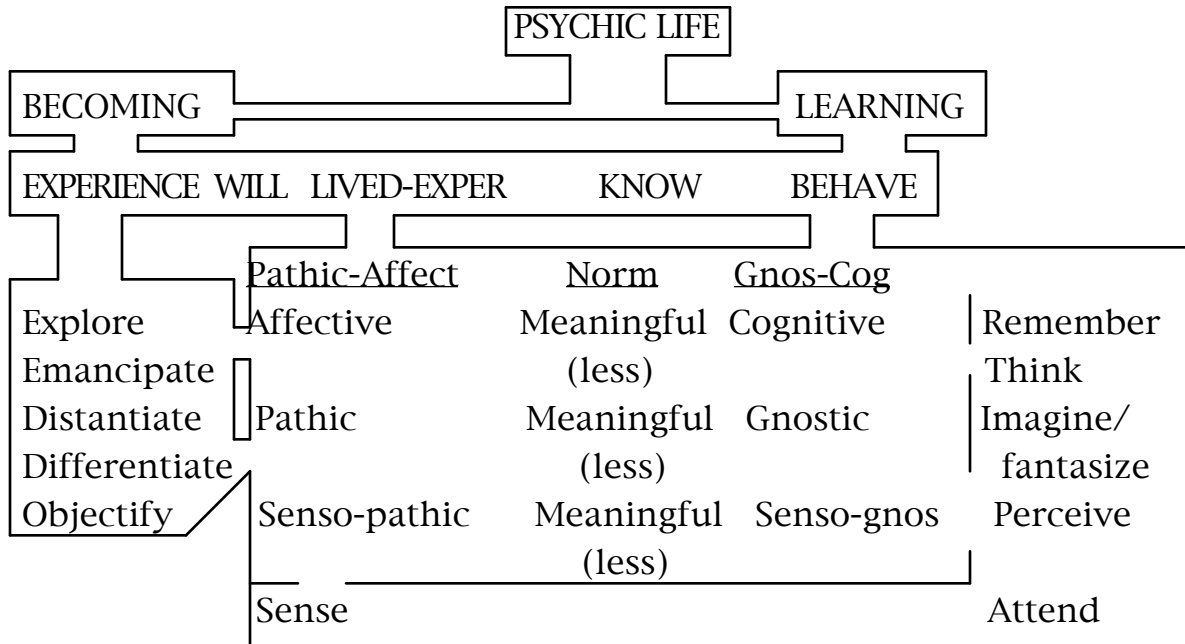 PSYCHIC LIFE
BECOMING LEARNING
EXPERIENCE WILL LIVED-EXPER KNOW BEHAVE
Pathic-Affect Norm Gnos-Cog
Explore Affective Meaningful Cognitive Remember
Emancipate (less) Think
Distantiate Pathic Meaningful Gnostic Imagine/
Differentiate (less) fantasize
Objectify Senso-pathic Meaningful Senso-gnos Perceive
(less)
Sense Attend